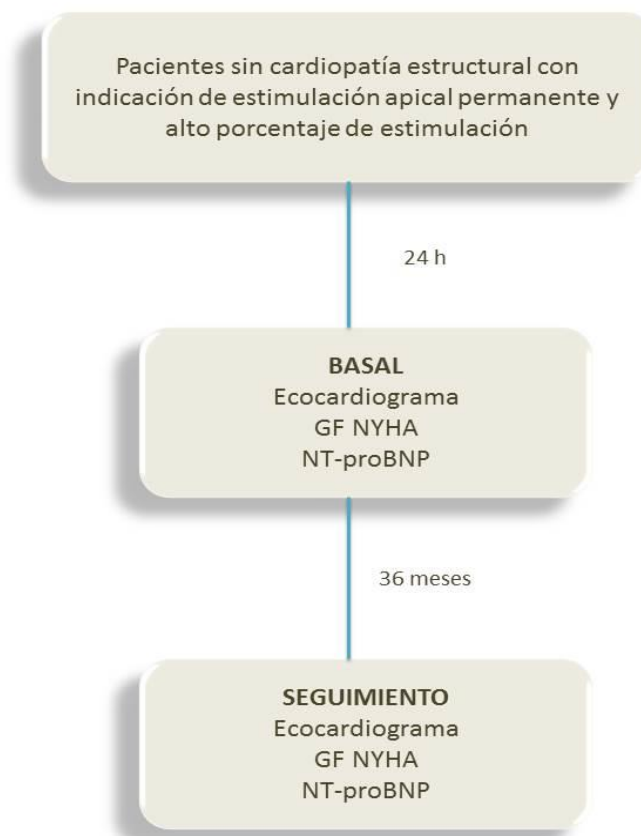 Pacientes sin cardiopatía estructural con
indicación de estimulación apical permanente y
alto porcentaje de estimulación
24 h
BASAL
Ecocardiograma
GF NYHA
NT-proBNP
36 meses
SEGUIMIENTO
Ecocardiograma
GF NYHA
NT-proBNP